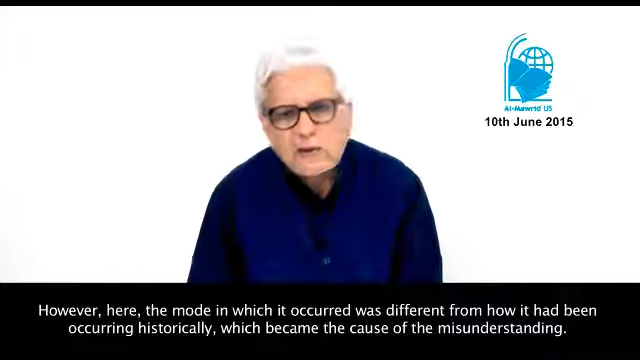 Al-Mawrid US
10th June 2015
However, here, the mode in which it occurred was different from how it had been
occurring historically, which became the cause of the misunderstanding.